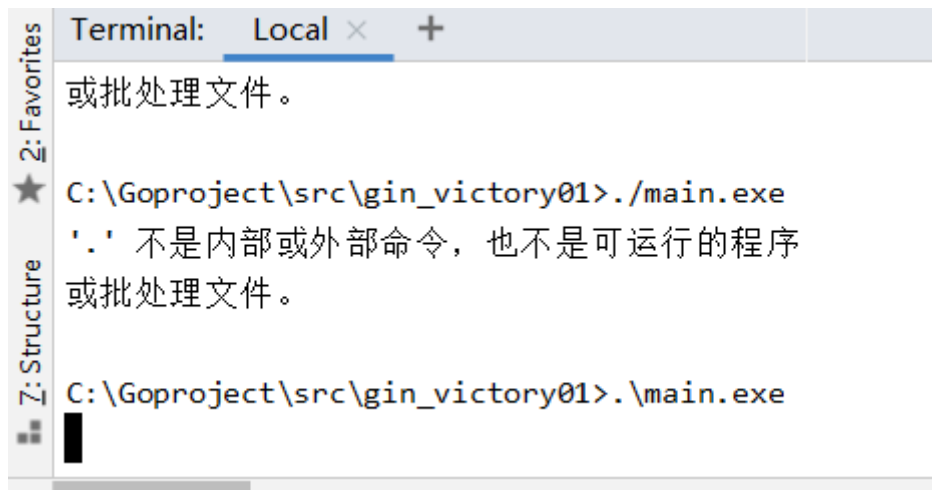 Terminal: Local × +
2: Favorites
或批处理文件。
C:\Goproject\src\gin_victory01>./main.exe
'.' 不是内部或外部命令，也不是可运行的程序
或批处理文件。
7: Structure
C:\Goproject\src\gin_victory01>.\main.exe